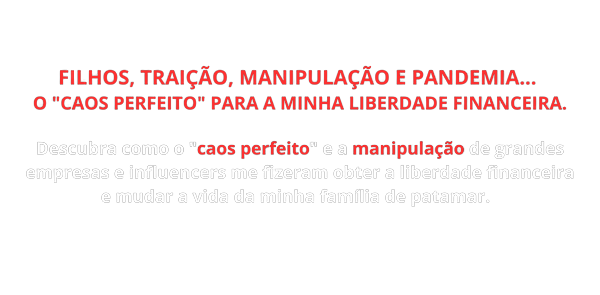 FILHOS, TRAIÇÃO, MANIPULAÇÃO E PANDEMIA...
O "CAOS PERFEITO" PARA A MINHA LIBERDADE FINANCEIRA.
Descubra como o "caos perfeito" e a manipulação de grandes
empresas e influencers me fizeram obter a liberdade financeira
e mudar a vida da minha família de patamar.